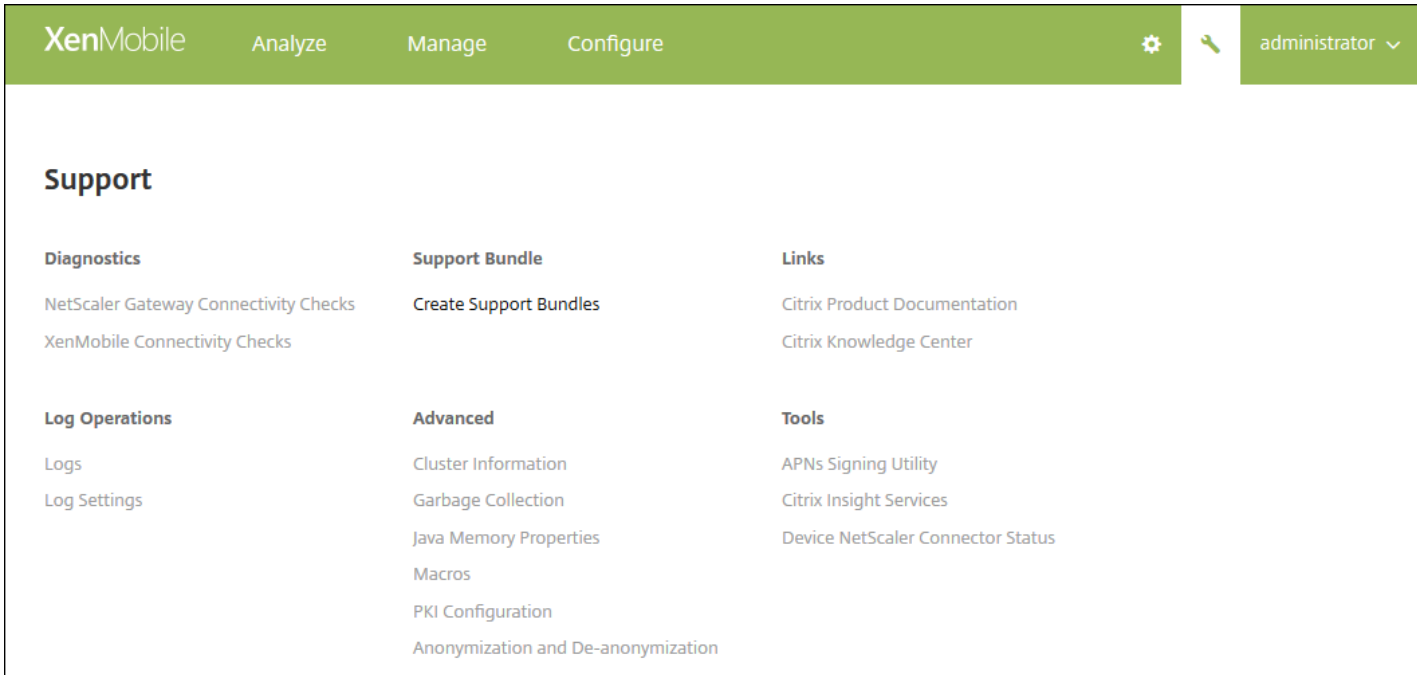 XenMobile Analyze Manage Configure administrator
Support
Diagnostics
NetScaler Gateway Connectivity Checks
XenMobile Connectivity Checks
Support Bundle
Create Support Bundles
Links
Citrix Product Documentation
Citrix Knowledge Center
Log Operations
Logs
Log Settings
Advanced
Cluster Information
Garbage Collection
Java Memory Properties
Macros
PKI Configuration
Anonymization and De-anonymization
Tools
APNs Signing Utility
Citrix Insight Services
Device NetScaler Connector Status